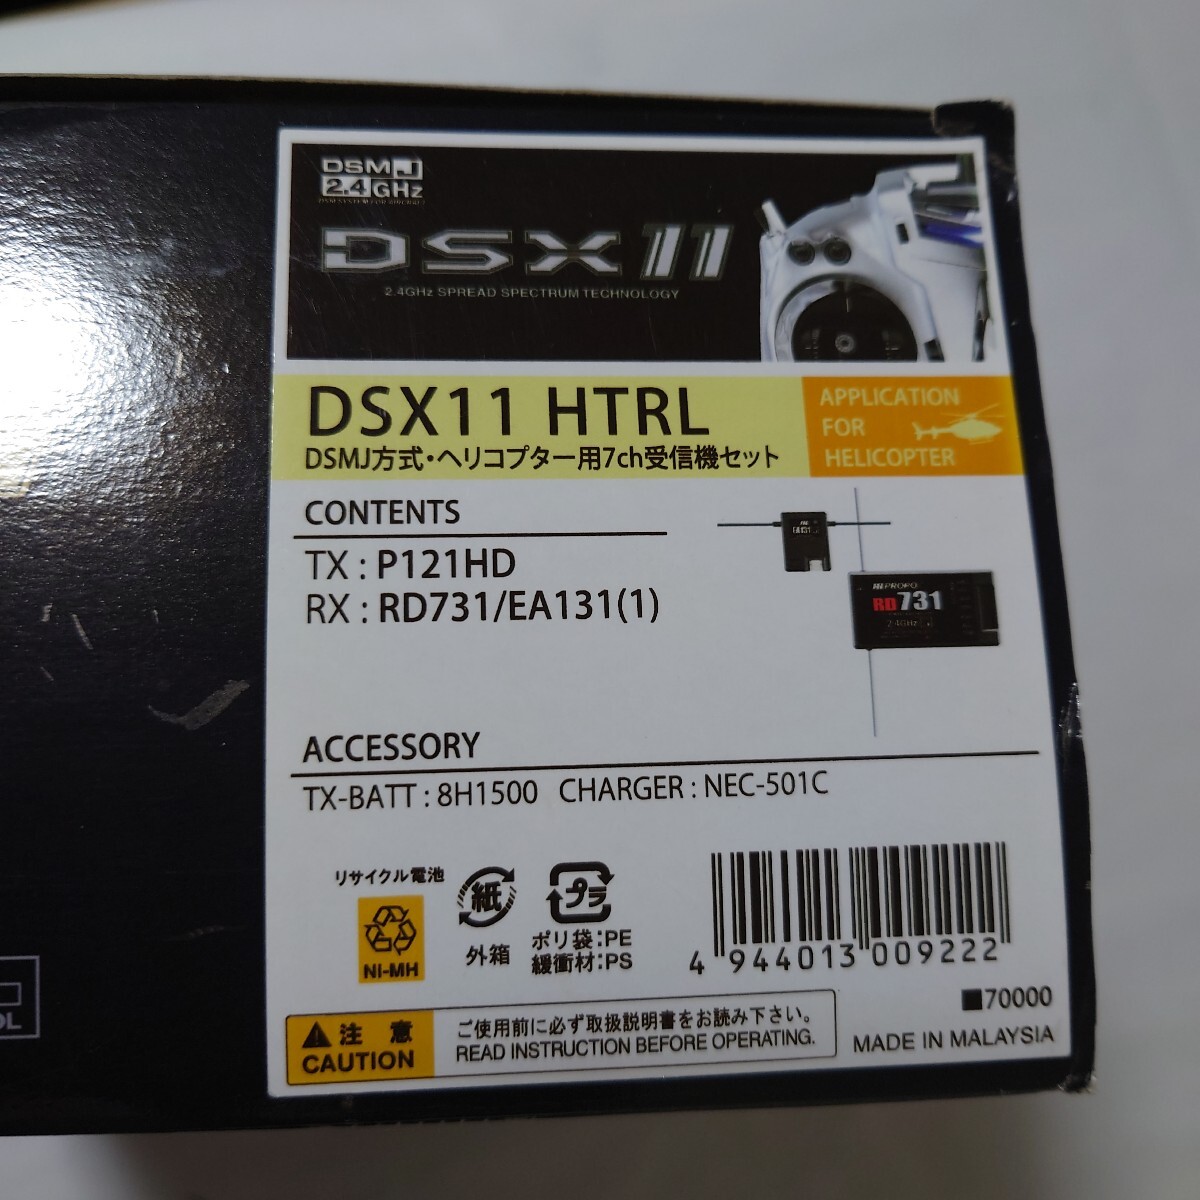 DSMJ
2.4GHz
DSX11
2.4GHz SPREAD SPECTRUM TECHNOLOGY
DSX11 HTRL
DSMJ方式・ヘリコプター用7ch受信機セット
APPLICATION
FOR
HELICOPTER
CONTENTS
TX : P121HD
RX : RD731/EA131(1)
JR PROPO
RD731
2.4GHz
ACCESSORY
TX-BATT : 8H1500 CHARGER : NEC-501C
リサイクル電池
NI-MH
紙
外箱
プラ
ポリ袋:PE
緩衝材:PS
4 944013 009222
■70000
注 意
CAUTION
ご使用前に必ず取扱説明書をお読み下さい。
READ INSTRUCTION BEFORE OPERATING.
MADE IN MALAYSIA